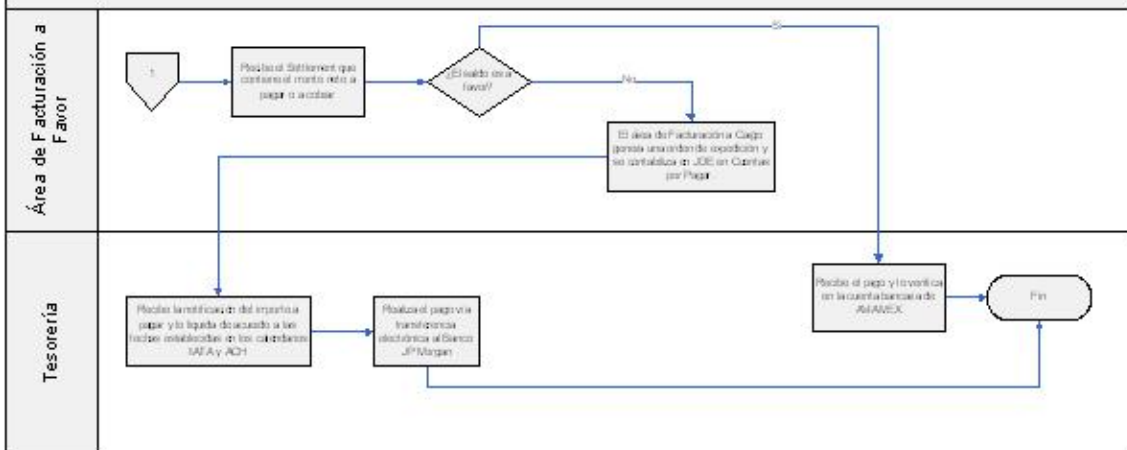 Área de Facturación a
Favor
1
Recibe el Settlement que
contiene el monto neto a
pagar o a cobrar
¿El saldo es a
favor?
Si
No
El área de Facturación a Cargo
genera una orden de expedición y
se contabiliza en JDE en Cuentas
por Pagar
Tesorería
Recibe la notificación del importe a
pagar y lo liquida de acuerdo a las
fechas establecidas en los calendarios
IATA y ACH
Realiza el pago vía
transferencia
electrónica al Banco
JP Morgan
Recibe el pago y lo verifica
en la cuenta bancaria de
AVIAMEX
Fin